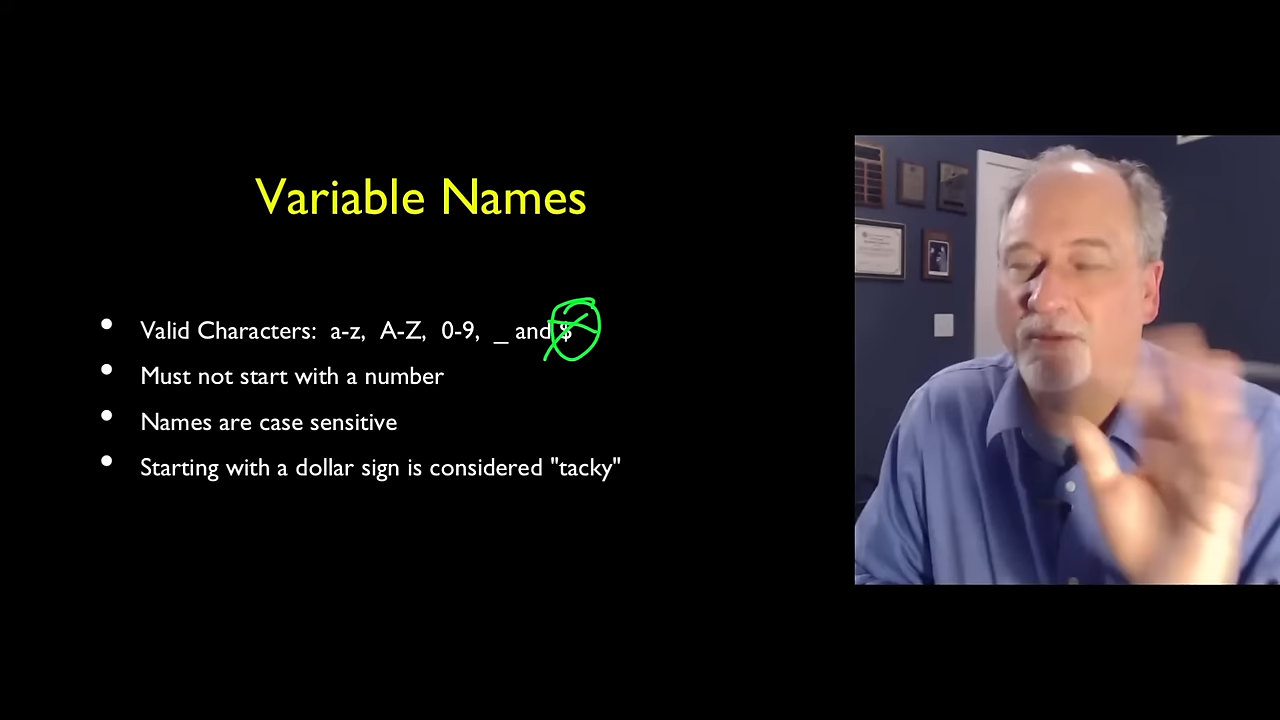 Variable Names
• Valid Characters: a-z, A-Z, 0-9, _ and $
• Must not start with a number
• Names are case sensitive
• Starting with a dollar sign is considered "tacky"